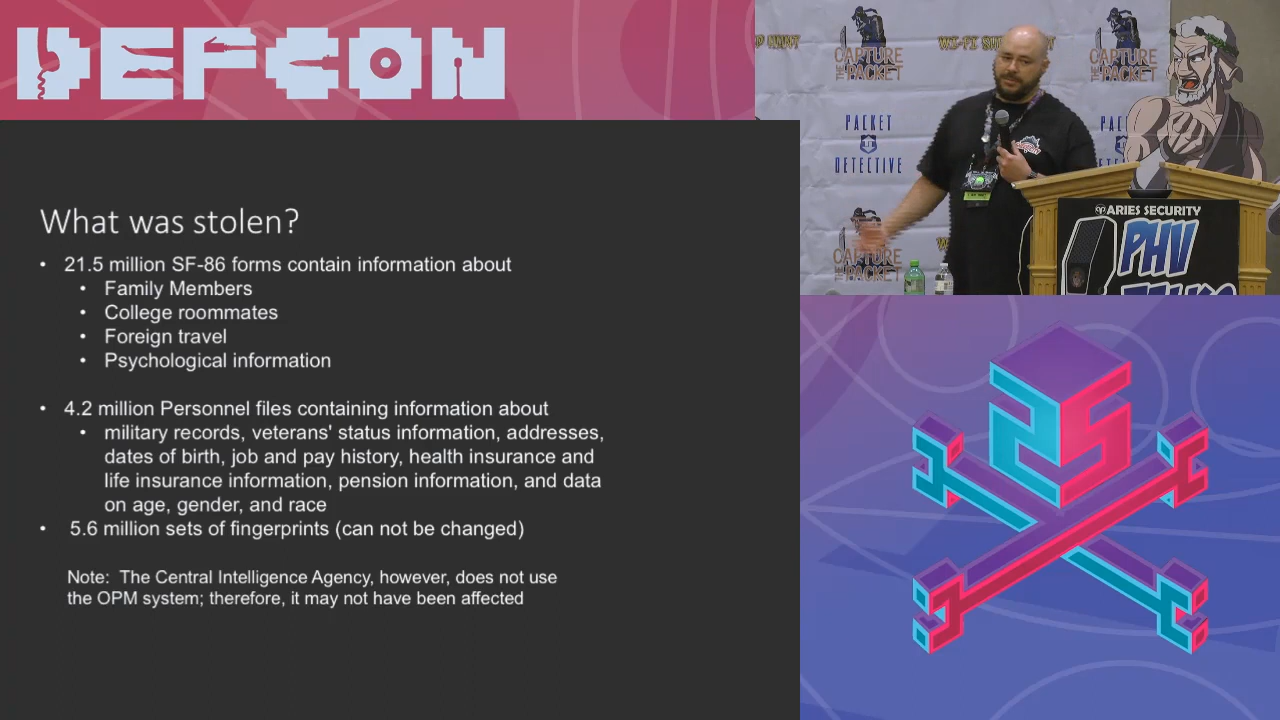 DEFCON
What was stolen?
• 21.5 million SF-86 forms contain information about
• Family Members
• College roommates
• Foreign travel
• Psychological information
• 4.2 million Personnel files containing information about
• military records, veterans' status information, addresses,
dates of birth, job and pay history, health insurance and
life insurance information, pension information, and data
on age, gender, and race
• 5.6 million sets of fingerprints (can not be changed)
Note: The Central Intelligence Agency, however, does not use
the OPM system; therefore, it may not have been affected
CAPTURE
THE PACKET
CAPTURE
THE PACKET
PACKET
DETECTIVE
CAPTURE
THE PACKET
ARIES SECURITY
PHV
TALKS
25